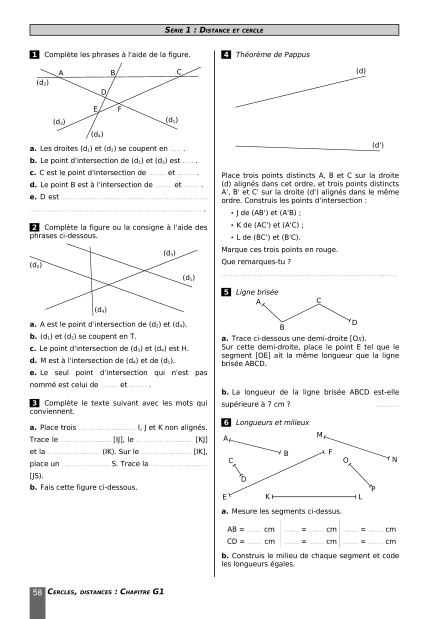 Série 1 : Distance et cercle
1 Complète les phrases à l'aide de la figure.
A
B
C
(d2)
D
E
F
(d3)
(d1)
(d4)
a. Les droites (d1) et (d2) se coupent en ..... .
b. Le point d'intersection de (d1) et (d3) est ..... .
c. C est le point d'intersection de ........ et ........ .
d. Le point B est à l'intersection de ........ et ........ .
e. D est ........
........ .
2 Complète la figure ou la consigne à l'aide des
phrases ci-dessous.
(d3)
(d2)
(d1)
(d4)
a. A est le point d'intersection de (d2) et (d4).
b. (d1) et (d3) se coupent en T.
c. Le point d'intersection de (d3) et (d4) est H.
d. M est à l'intersection de (d4) et de (d1).
e. Le seul point d'intersection qui n'est pas
nommé est celui de ........ et ........ .
3 Complète le texte suivant avec les mots qui
conviennent.
a. Place trois ........ I, J et K non alignés.
Trace le ........ [IJ], le ........ [KJ)
et la ........ (IK). Sur le ........ [IK],
place un ........ S. Trace la ........
(JS).
b. Fais cette figure ci-dessous.
4 Théorème de Pappus
(d)
(d')
Place trois points distincts A, B et C sur la droite
(d) alignés dans cet ordre, et trois points distincts
A', B' et C' sur la droite (d') alignés dans le même
ordre. Construis les points d'intersection :
• J de (AB') et (A'B) ;
• K de (AC') et (A'C) ;
• L de (BC') et (B'C).
Marque ces trois points en rouge.
Que remarques-tu ?
........
5 Ligne brisée
A
C
B
D
a. Trace ci-dessous une demi-droite [Ox).
Sur cette demi-droite, place le point E tel que le
segment [OE] ait la même longueur que la ligne
brisée ABCD.
b. La longueur de la ligne brisée ABCD est-elle
supérieure à 7 cm ? ........
6 Longueurs et milieux
A
M
B
F
N
C
O
D
P
E
K
L
a. Mesure les segments ci-dessus.
AB = ........ cm ........ = ........ cm ........ = ........ cm
CD = ........ cm ........ = ........ cm ........ = ........ cm
b. Construis le milieu de chaque segment et code
les longueurs égales.
58 Cercles, distances : Chapitre G1